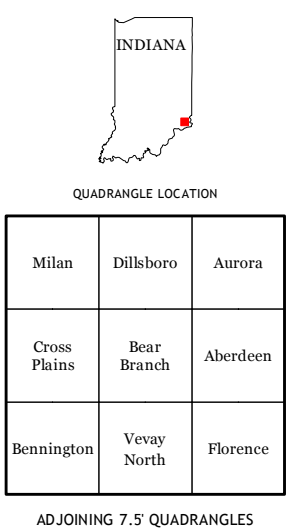 INDIANA
QUADRANGLE LOCATION
Milan Dillsboro Aurora
Cross Plains Bear Branch Aberdeen
Bennington Vevay North Florence
ADJOINING 7.5' QUADRANGLES